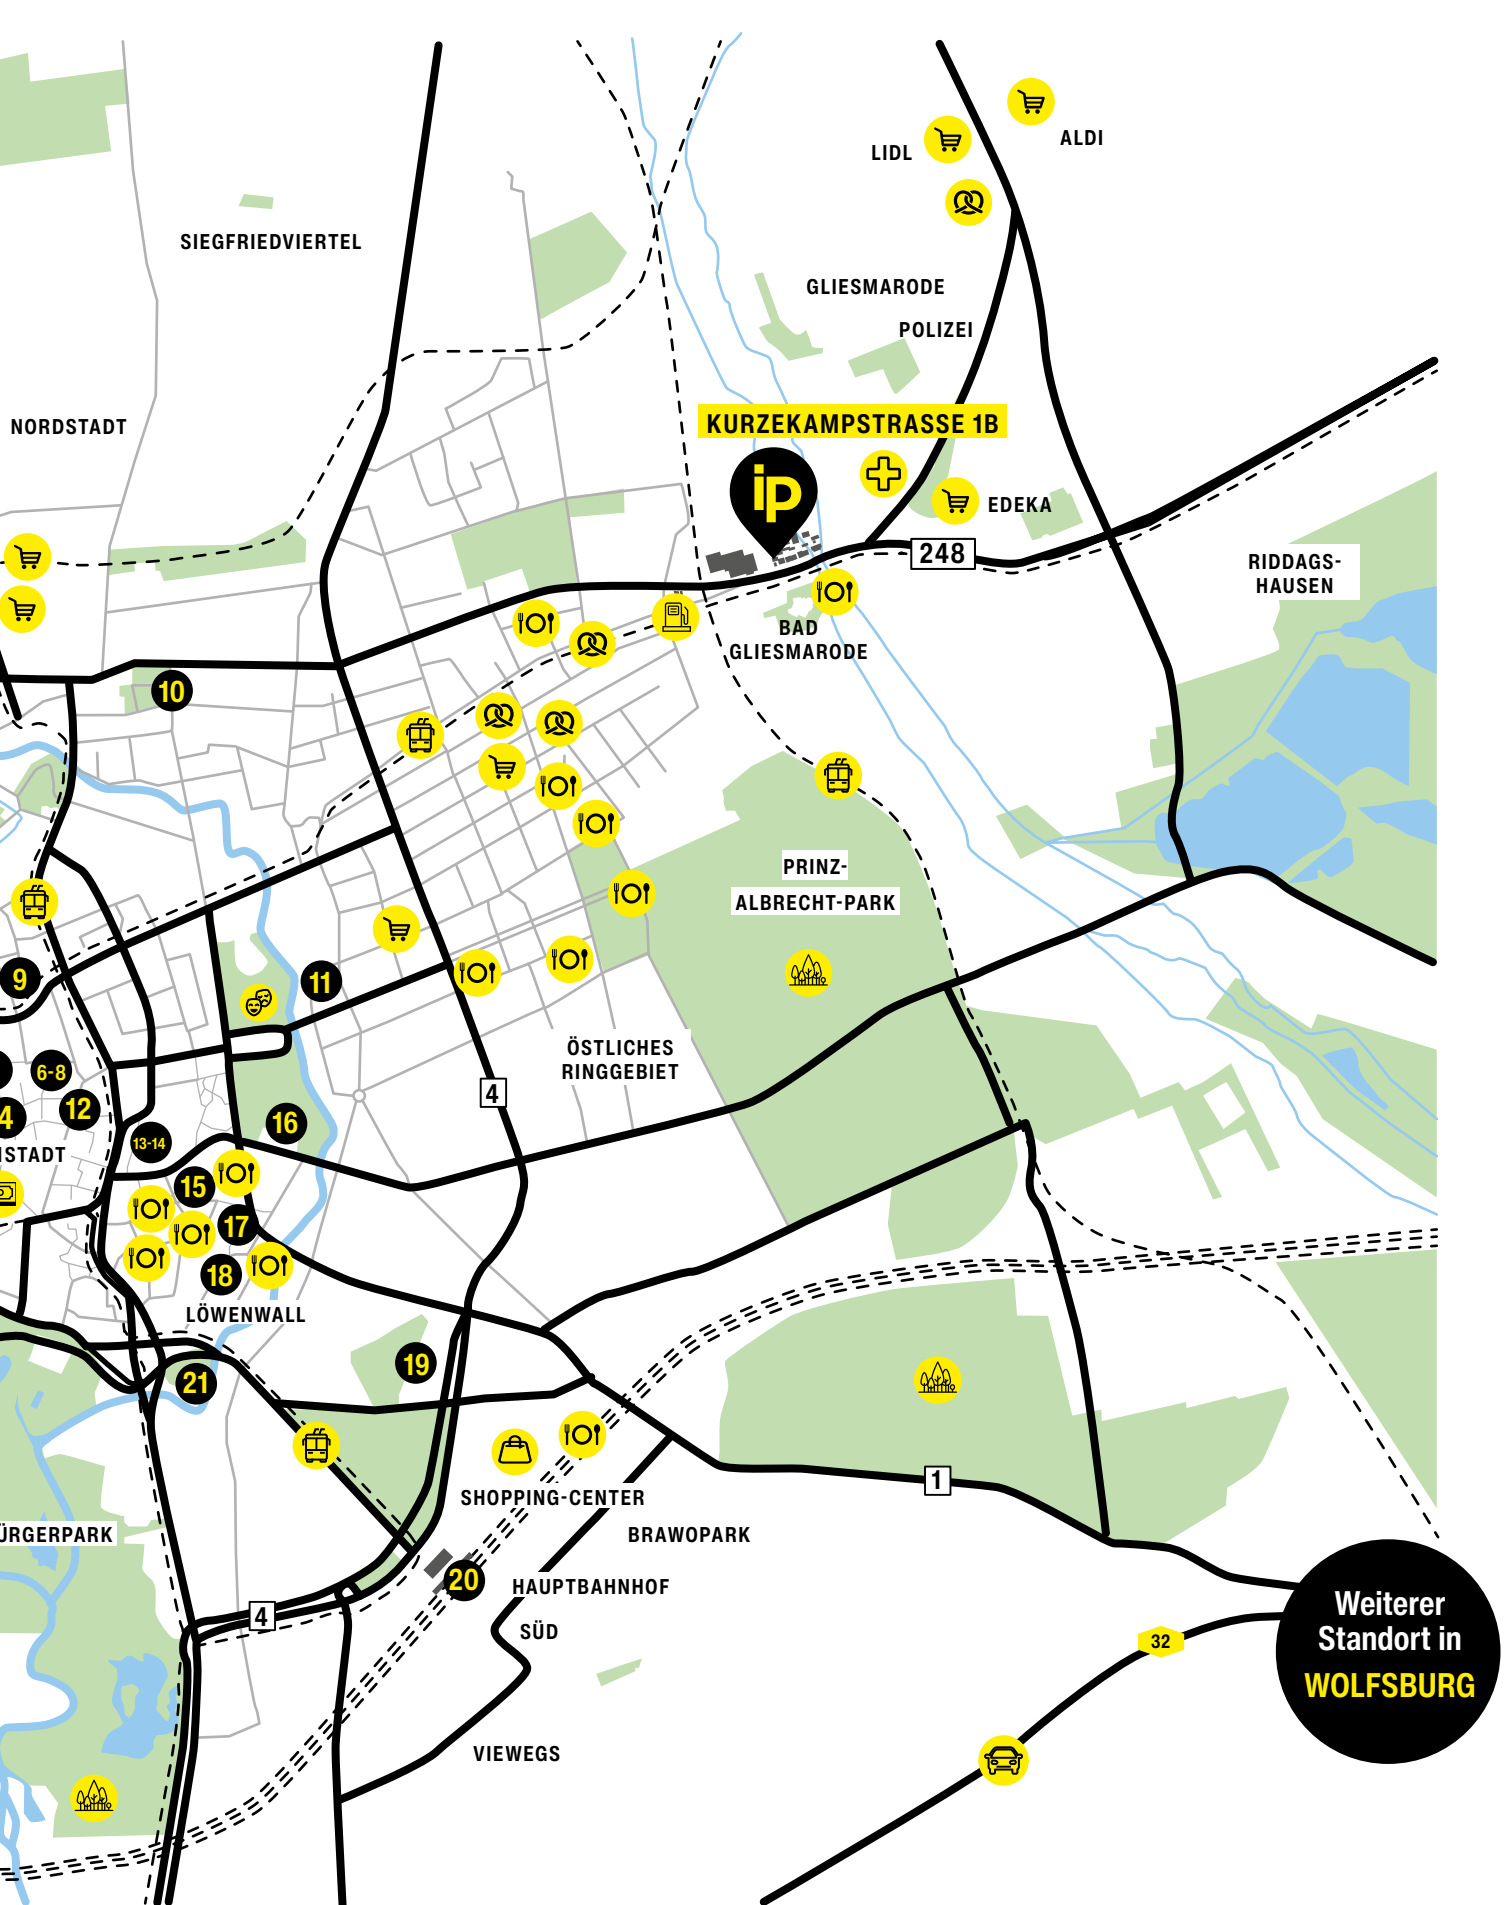 ALDI
LIDL
SIEGFRIEDVIERTEL
GLIESMARODE
POLIZEI
NORDSTADT
KURZEKAMPSTRASSE 1B
ip
EDEKA
248
RIDDAGS-
HAUSEN
BAD
GLIESMARODE
10
PRINZ-
ALBRECHT-PARK
9
11
ÖSTLICHES
RINGGEBIET
6-8
4
12
4
16
13-14
ISTADT
15
17
18
LÖWENWALL
19
21
1
SHOPPING-CENTER
BRAWOPARK
ÜRGERPARK
20
HAUPTBAHNHOF
SÜD
4
32
Weiterer
Standort in
WOLFSBURG
VIEWEGS